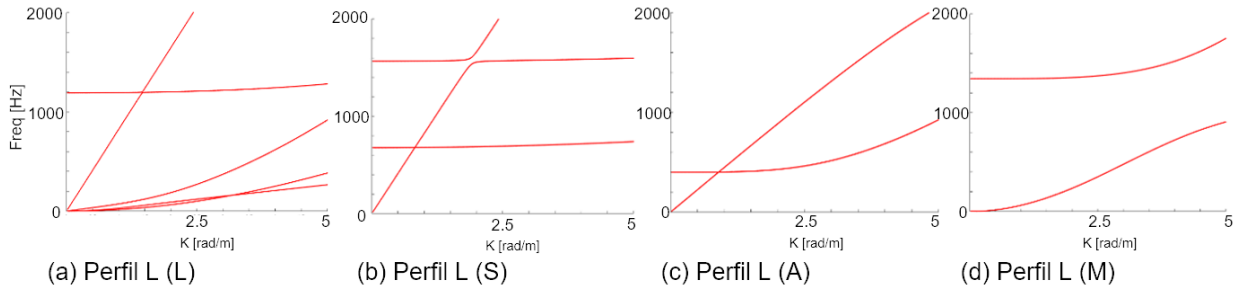 2000
1000
0
2.5
5
Freq [Hz]
K [rad/m]
(a) Perfil L (L)
2000
1000
0
2.5
5
K [rad/m]
(b) Perfil L (S)
2000
1000
0
2.5
5
K [rad/m]
(c) Perfil L (A)
2000
1000
0
2.5
5
K [rad/m]
(d) Perfil L (M)